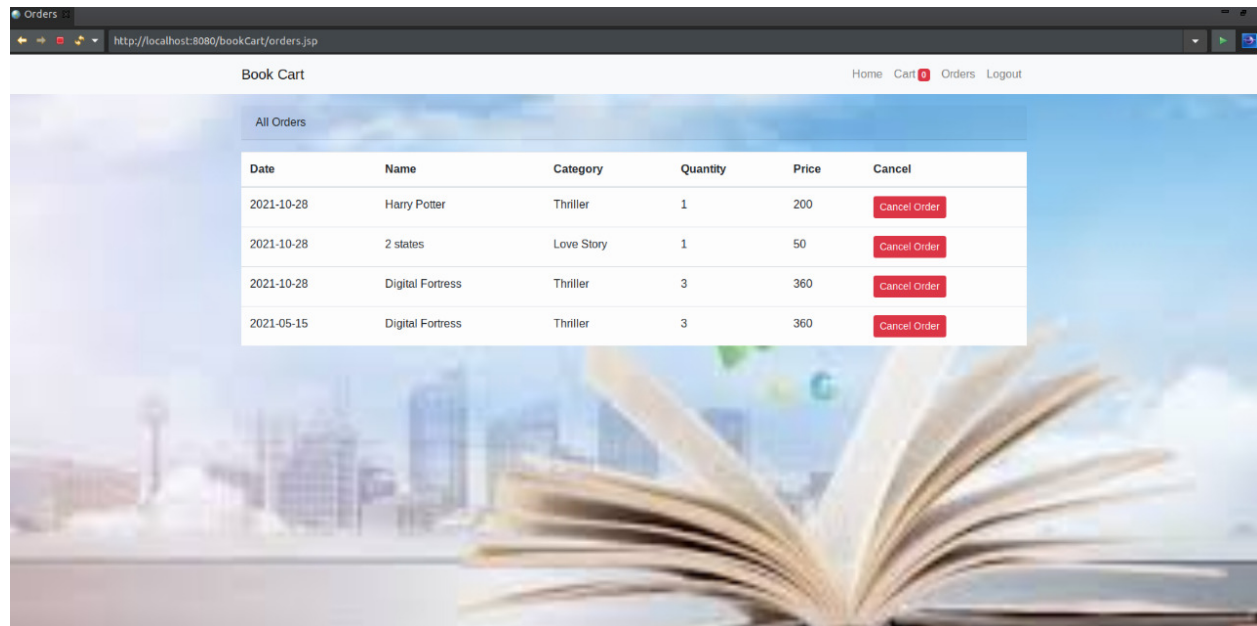 Orders
http://localhost:8080/bookCart/orders.jsp
Book Cart Home Cart 0 Orders Logout
All Orders
Date Name Category Quantity Price Cancel
2021-10-28 Harry Potter Thriller 1 200 Cancel Order
2021-10-28 2 states Love Story 1 50 Cancel Order
2021-10-28 Digital Fortress Thriller 3 360 Cancel Order
2021-05-15 Digital Fortress Thriller 3 360 Cancel Order